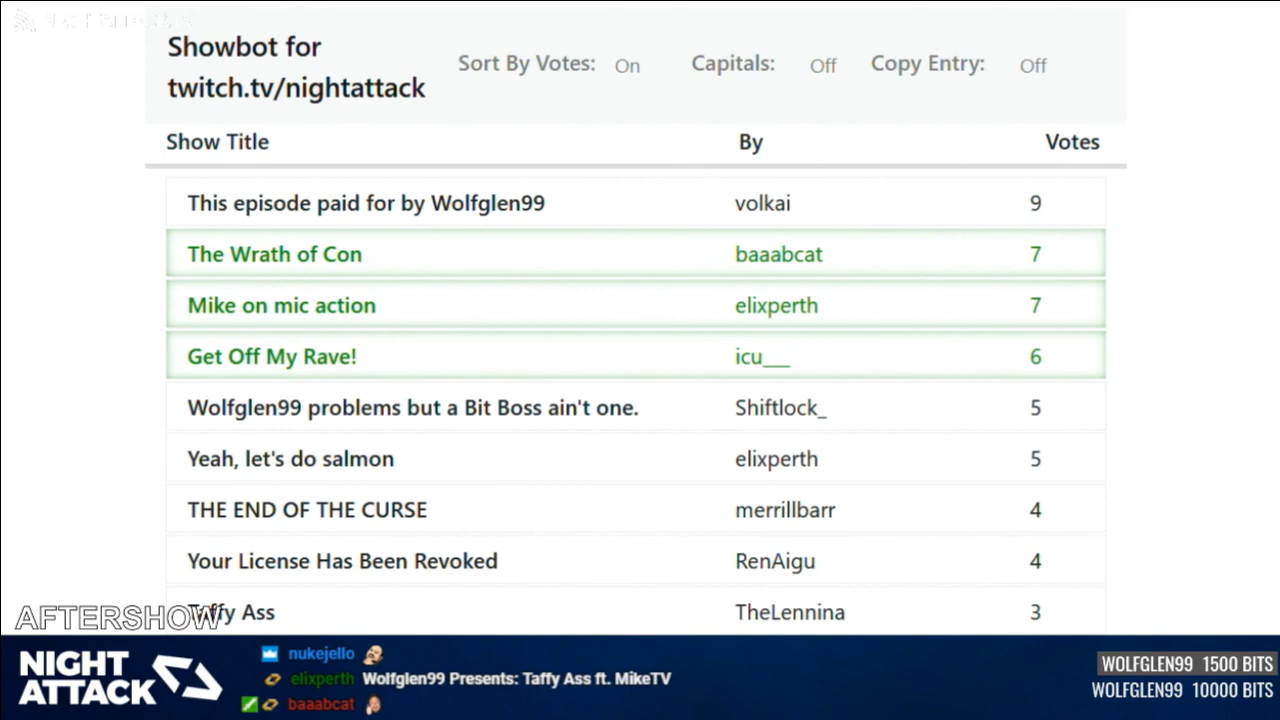 Showbot for
twitch.tv/nightattack
Sort By Votes: On Capitals: Off Copy Entry: Off
Show Title By Votes
This episode paid for by Wolfglen99 volkai 9
The Wrath of Con baaabcat 7
Mike on mic action elixperth 7
Get Off My Rave! icu___ 6
Wolfglen99 problems but a Bit Boss ain't one. Shiftlock_ 5
Yeah, let's do salmon elixperth 5
THE END OF THE CURSE merrillbarr 4
Your License Has Been Revoked RenAigu 4
Taffy Ass TheLennina 3
AFTERSHOW
NIGHT
ATTACK
nukejello
elixperth Wolfglen99 Presents: Taffy Ass ft. MikeTV
baaabcat
WOLFGLEN99 1500 BITS
WOLFGLEN99 10000 BITS